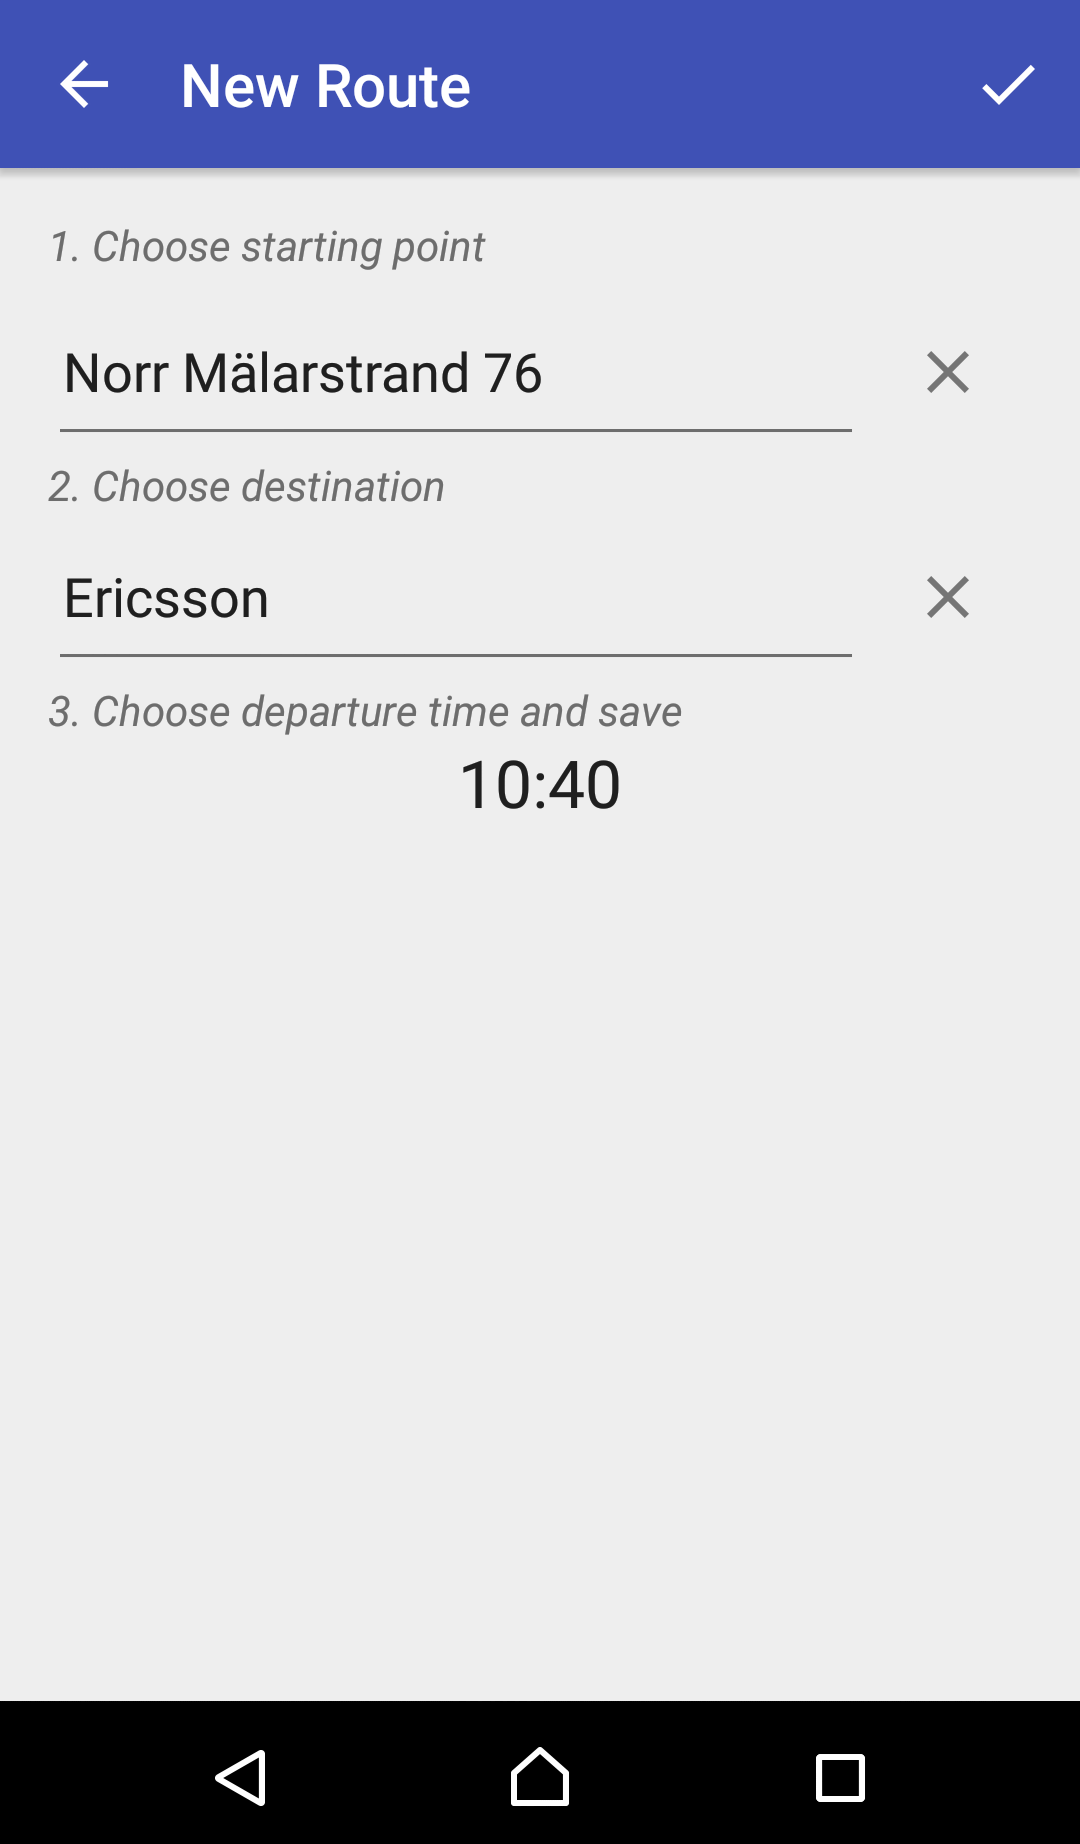 New Route
1. Choose starting point
Norr Mälarstrand 76
2. Choose destination
Ericsson
3. Choose departure time and save
10:40